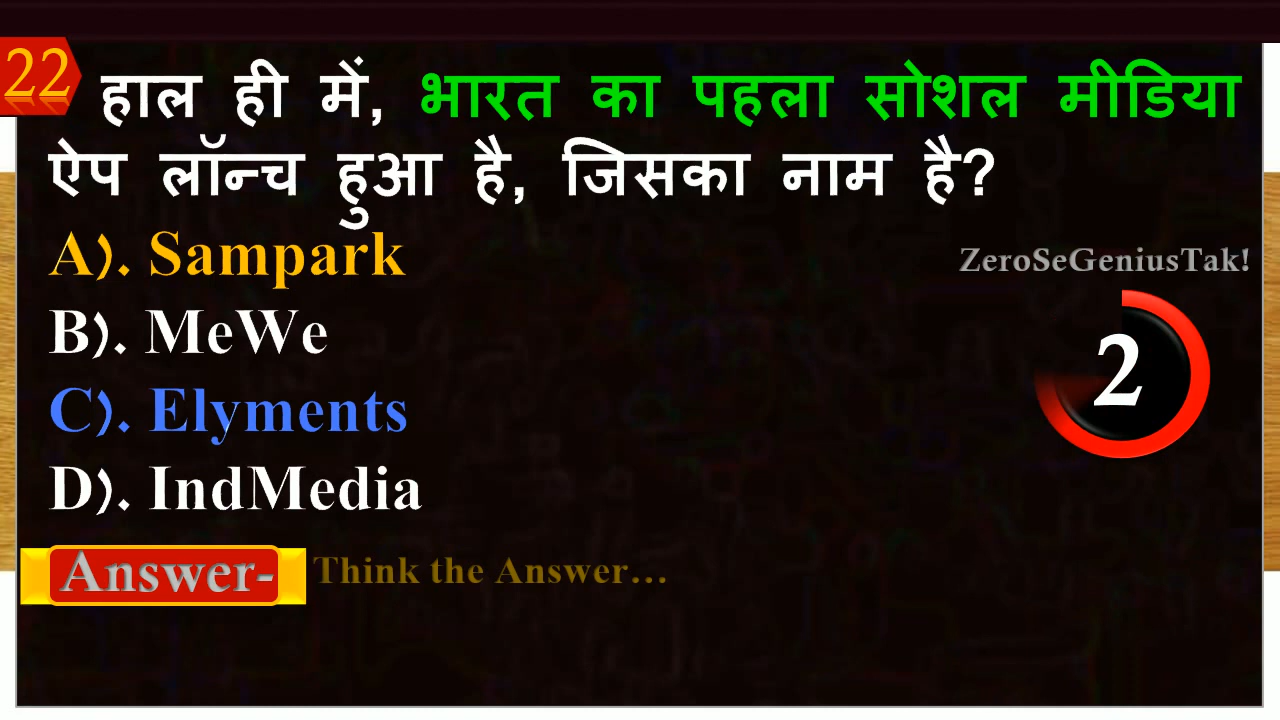 22
हाल ही में, भारत का पहला सोशल मीडिया
ऐप लॉन्च हुआ है, जिसका नाम है?
A). Sampark
B). MeWe
C). Elyments
D). IndMedia
ZeroSeGeniusTak!
2
Answer- Think the Answer...